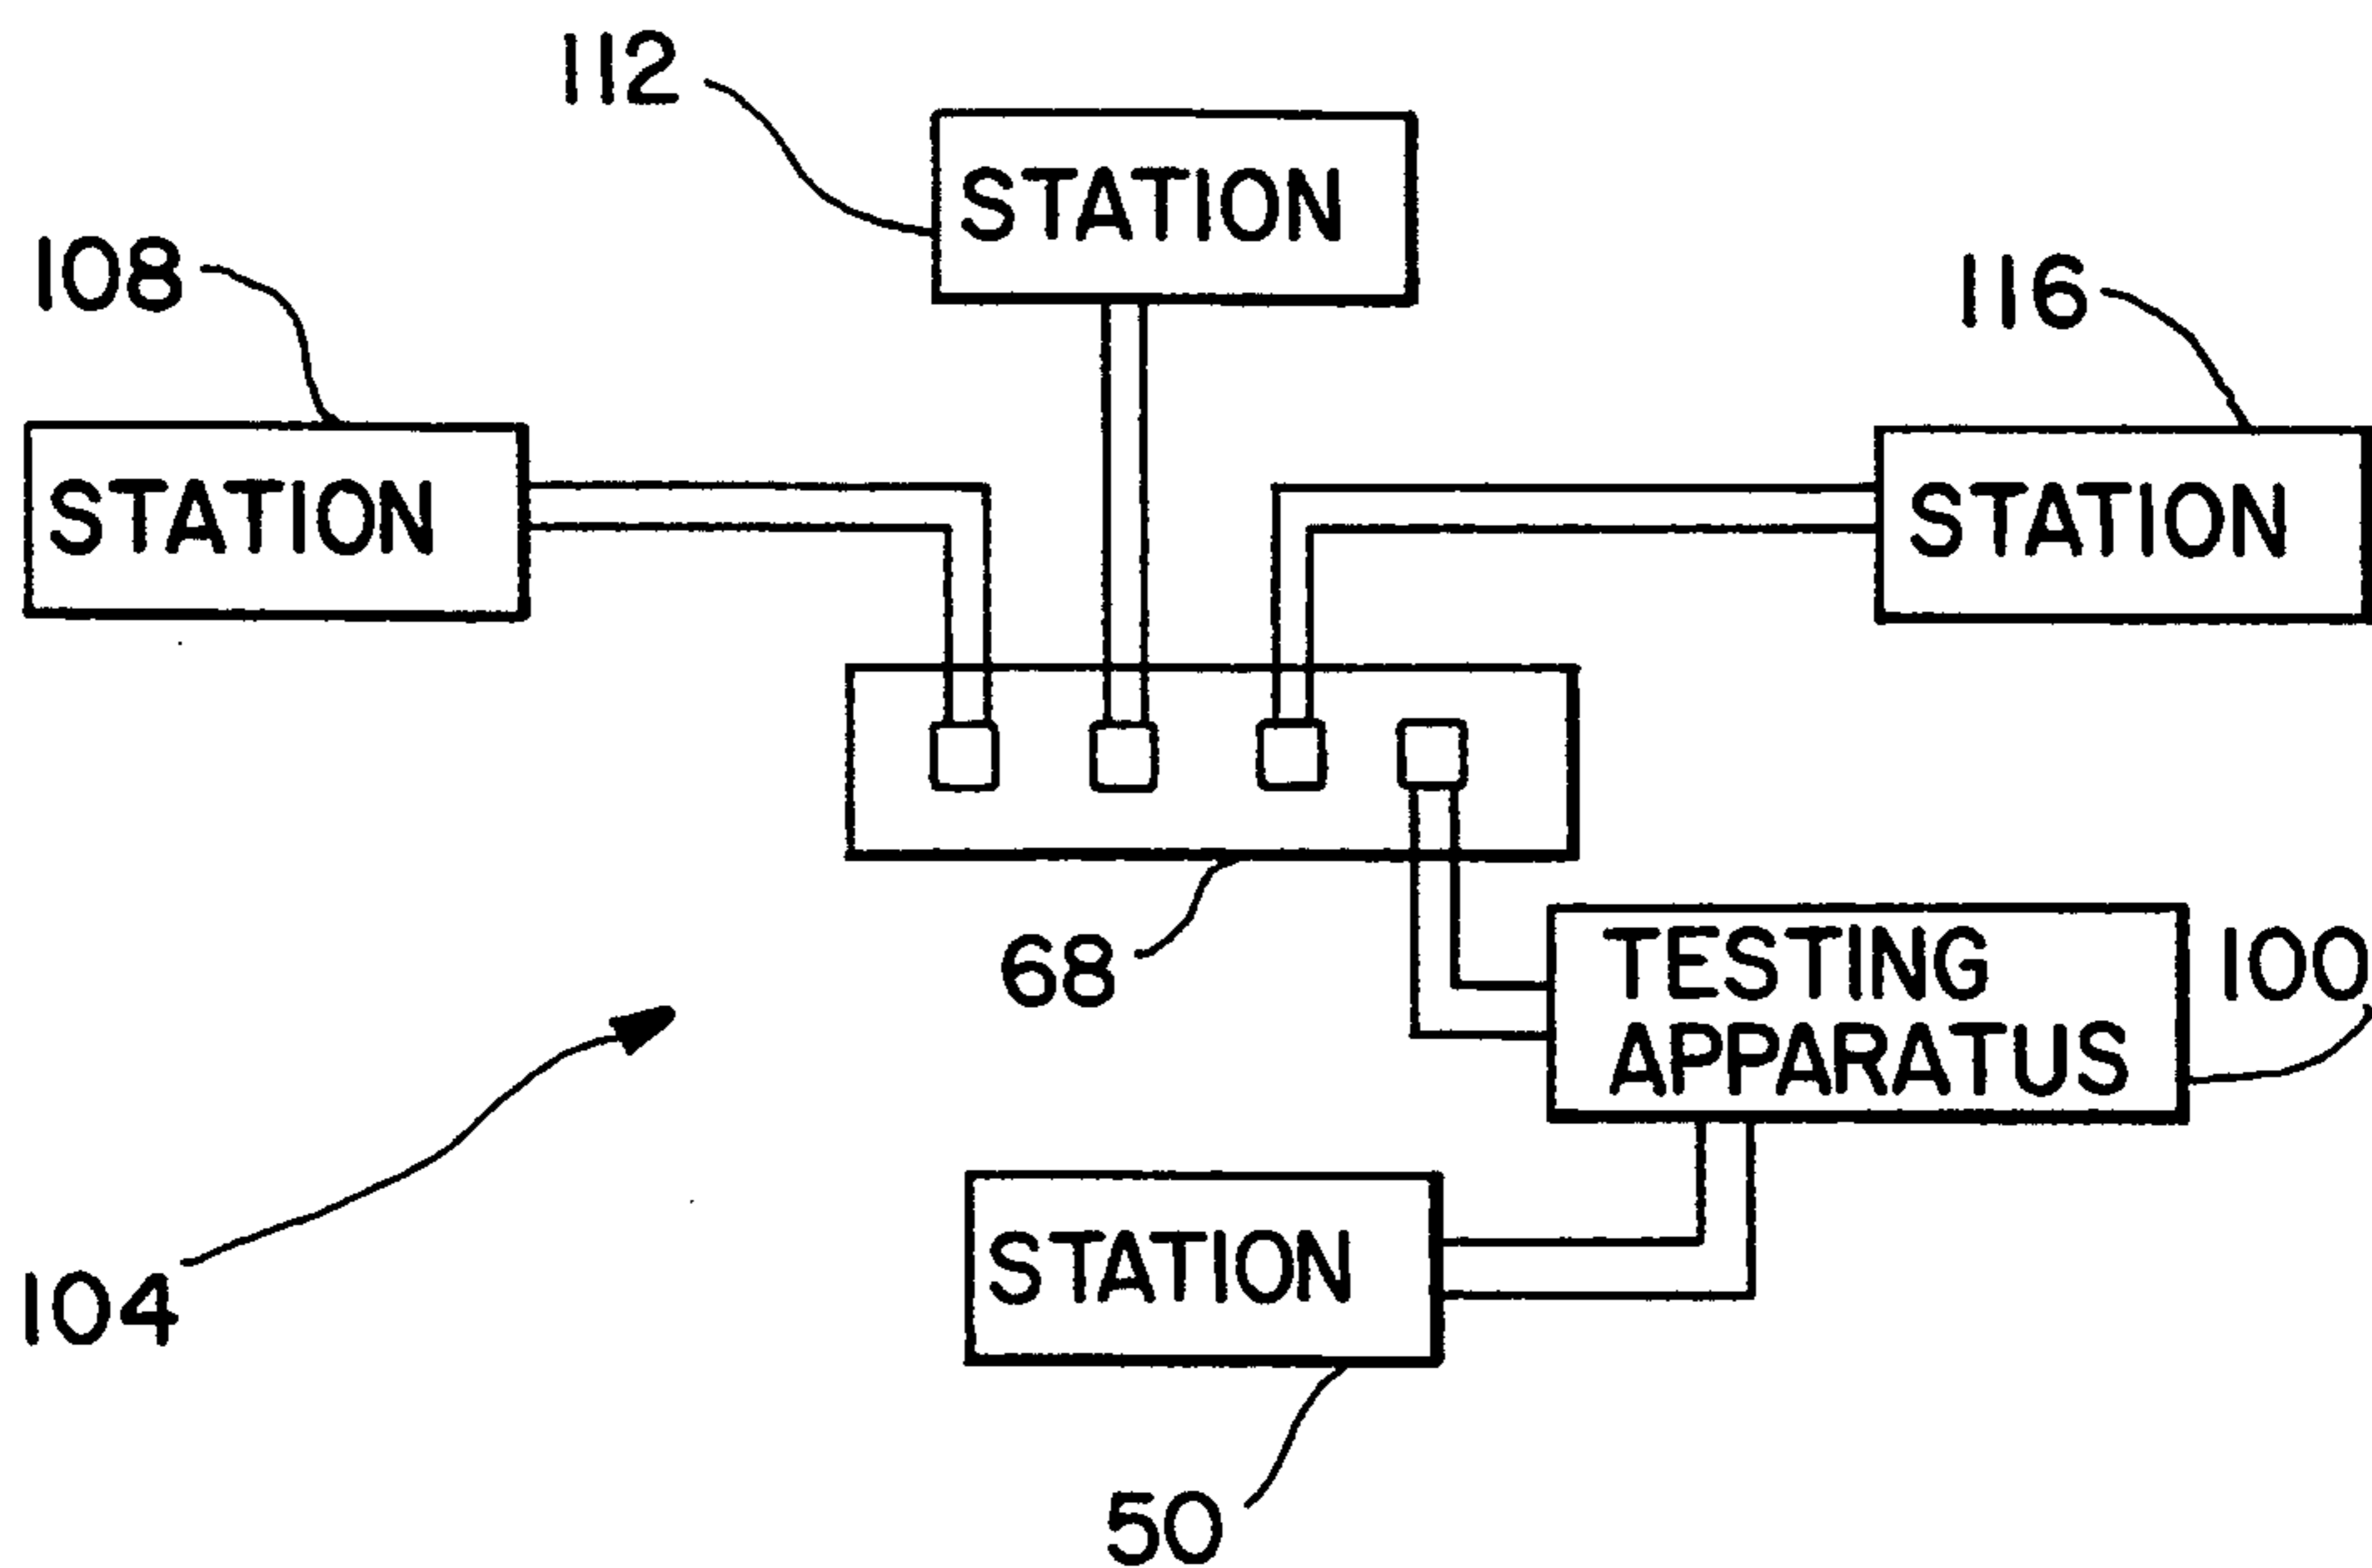 112
STATION
108
116
STATION
STATION
68
TESTING
APPARATUS
100
STATION
104
50